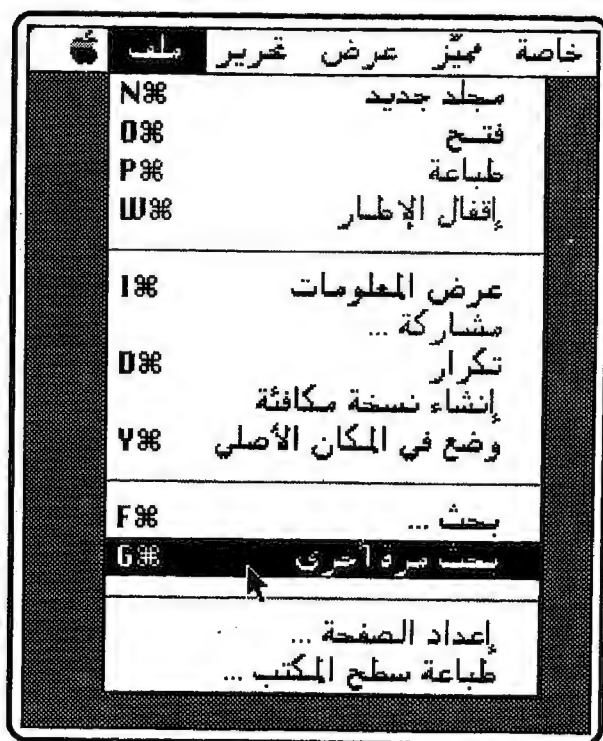 خاصة مميّز عرض تحرير ملف
مجلد جديد ⌘N
فتح ⌘O
طباعة ⌘P
إقفال الإطار ⌘W
عرض المعلومات ⌘I
مشاركة ...
تكرار ⌘D
إنشاء نسخة مكافئة
وضع في المكان الأصلي ⌘Y
بحث ... ⌘F
بحث مرة أخرى ⌘G
إعداد الصفحة ...
طباعة سطح المكتب ...